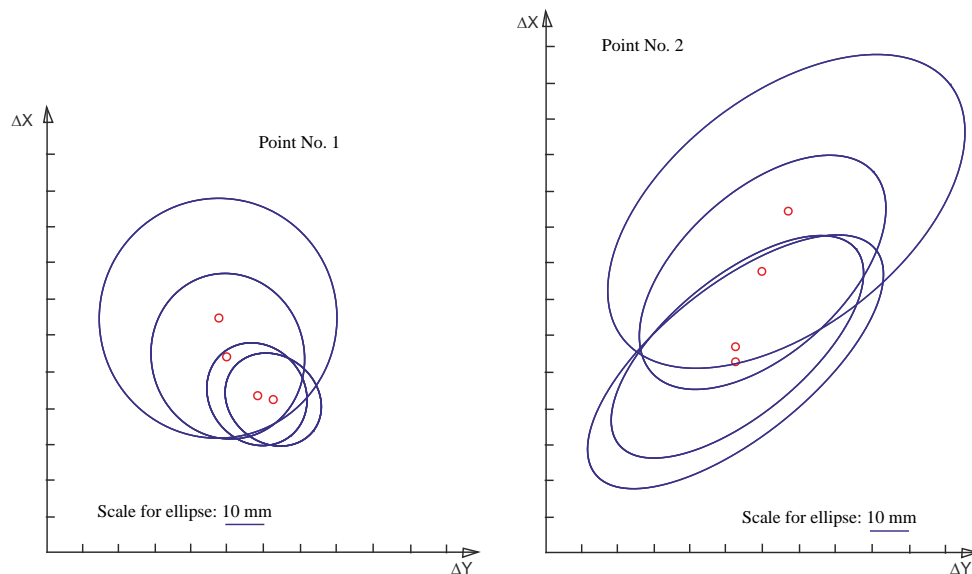 ΔX
Point No. 1
Scale for ellipse: 10 mm
ΔY
ΔX
Point No. 2
Scale for ellipse: 10 mm
ΔY